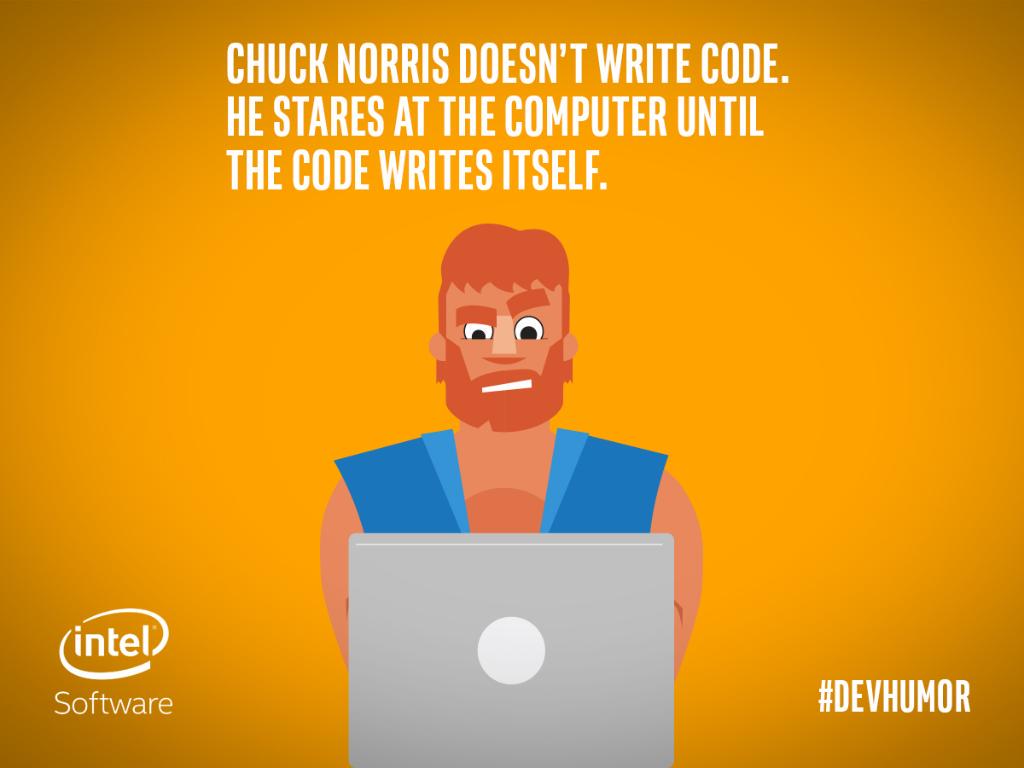 CHUCK NORRIS DOESN'T WRITE CODE.
HE STARES AT THE COMPUTER UNTIL
THE CODE WRITES ITSELF.
intel
Software
#DEVHUMOR